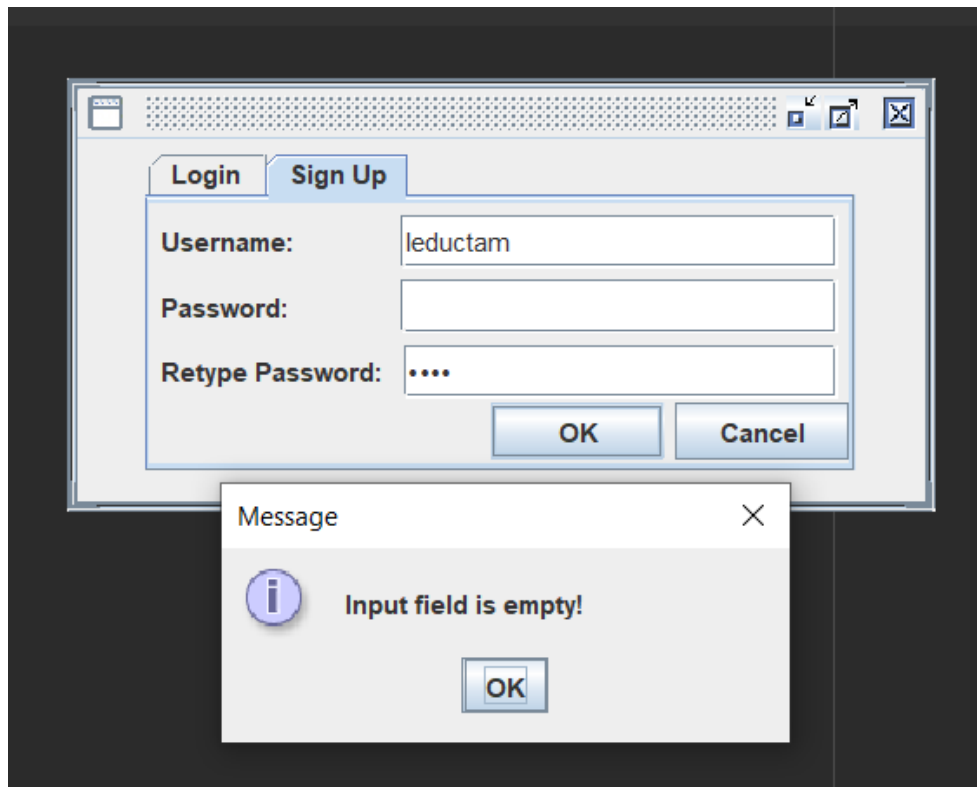 Login Sign Up
Username: leductam
Password:
Retype Password: ••••
OK Cancel
Message
Input field is empty!
OK